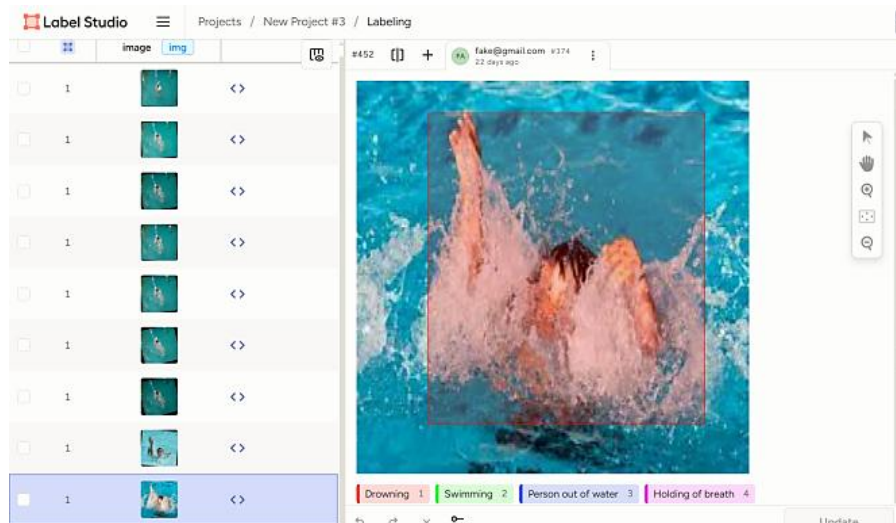 Label Studio
Projects / New Project #3 / Labeling
image img
#452
fake@gmail.com #374
22 days ago
FA
1
1
1
1
1
1
1
1
1
Drowning 1 Swimming 2 Person out of water 3 Holding of breath 4
Update